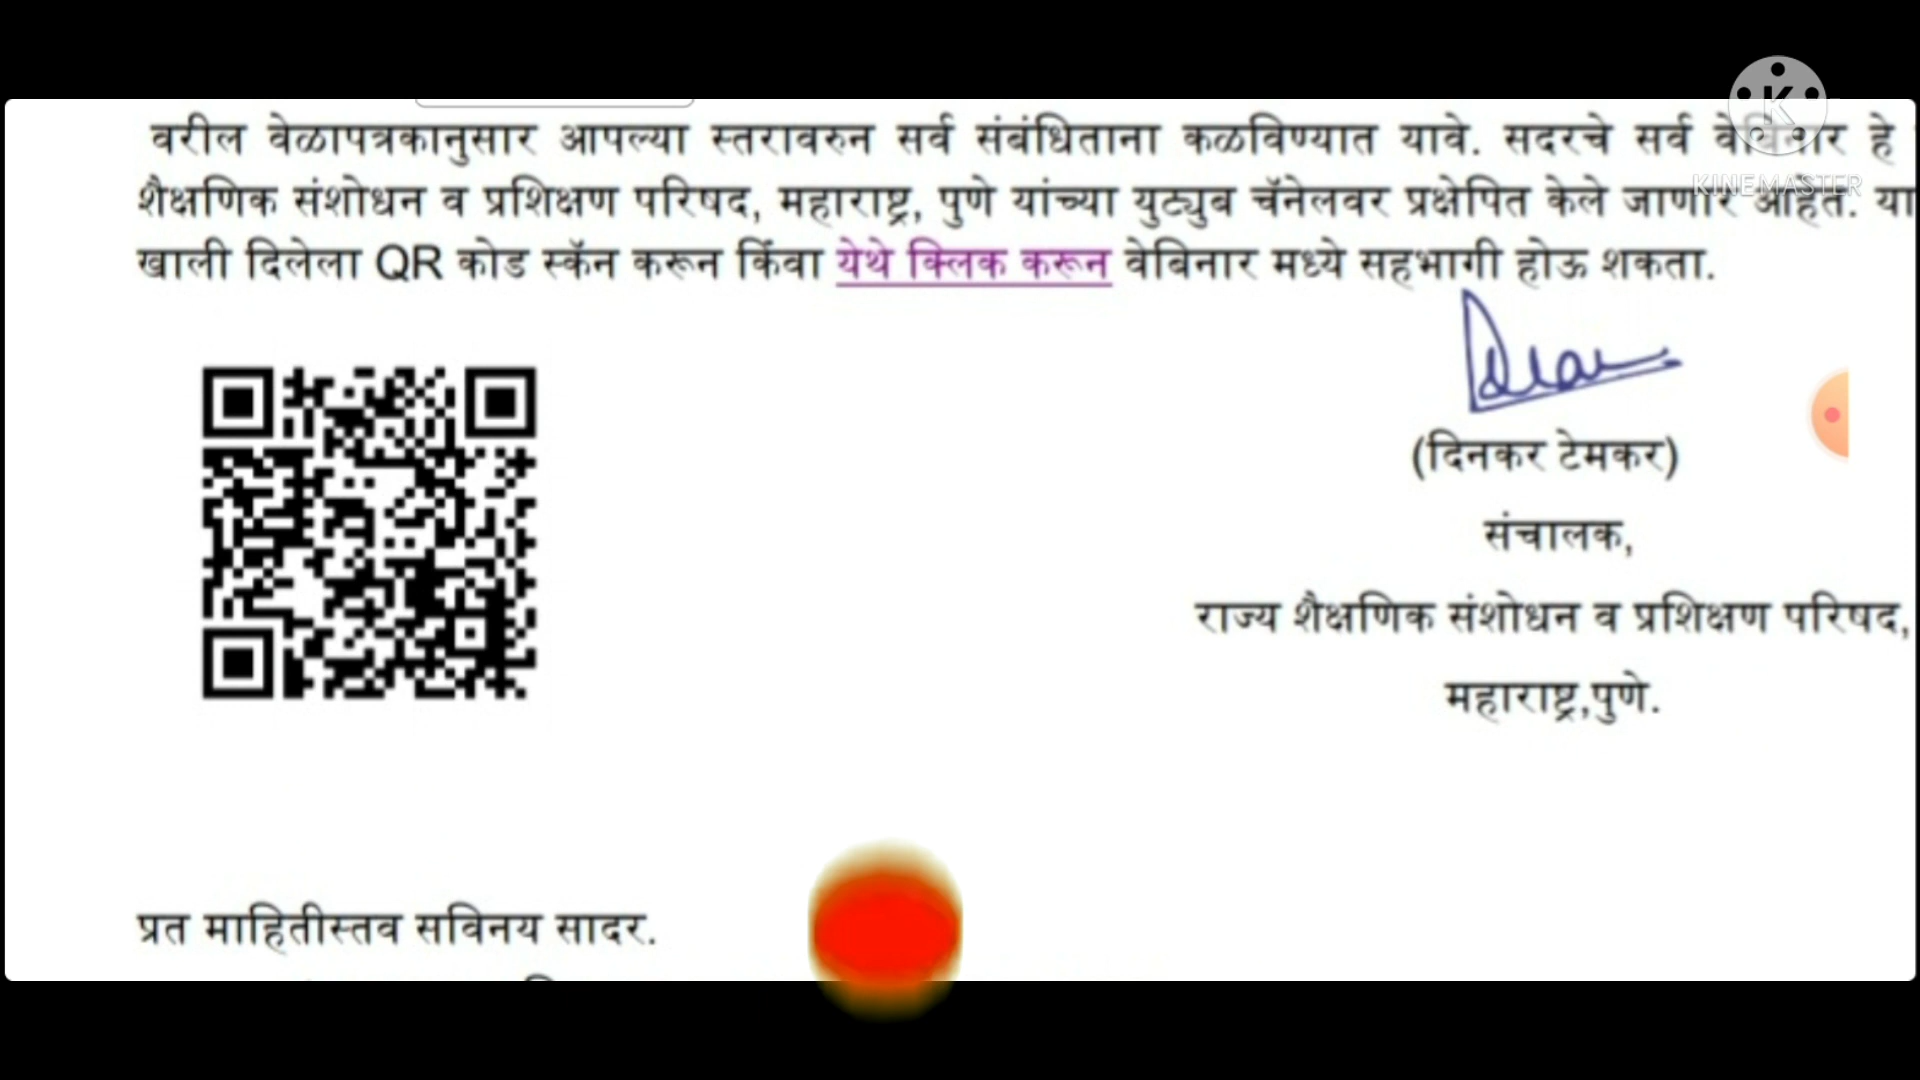 वरील वेळापत्रकानुसार आपल्या स्तरावरुन सर्व संबंधिताना कळविण्यात यावे. सदरचे सर्व वेबिनार हे
शैक्षणिक संशोधन व प्रशिक्षण परिषद, महाराष्ट्र, पुणे यांच्या युट्युब चॅनेलवर प्रक्षेपित केले जाणार आहेत. या
खाली दिलेला QR कोड स्कॅन करून किंवा येथे क्लिक करून वेबिनार मध्ये सहभागी होऊ शकता.
(दिनकर टेमकर)
संचालक,
राज्य शैक्षणिक संशोधन व प्रशिक्षण परिषद,
महाराष्ट्र,पुणे.
प्रत माहितीस्तव सविनय सादर.
K
KINEMASTER